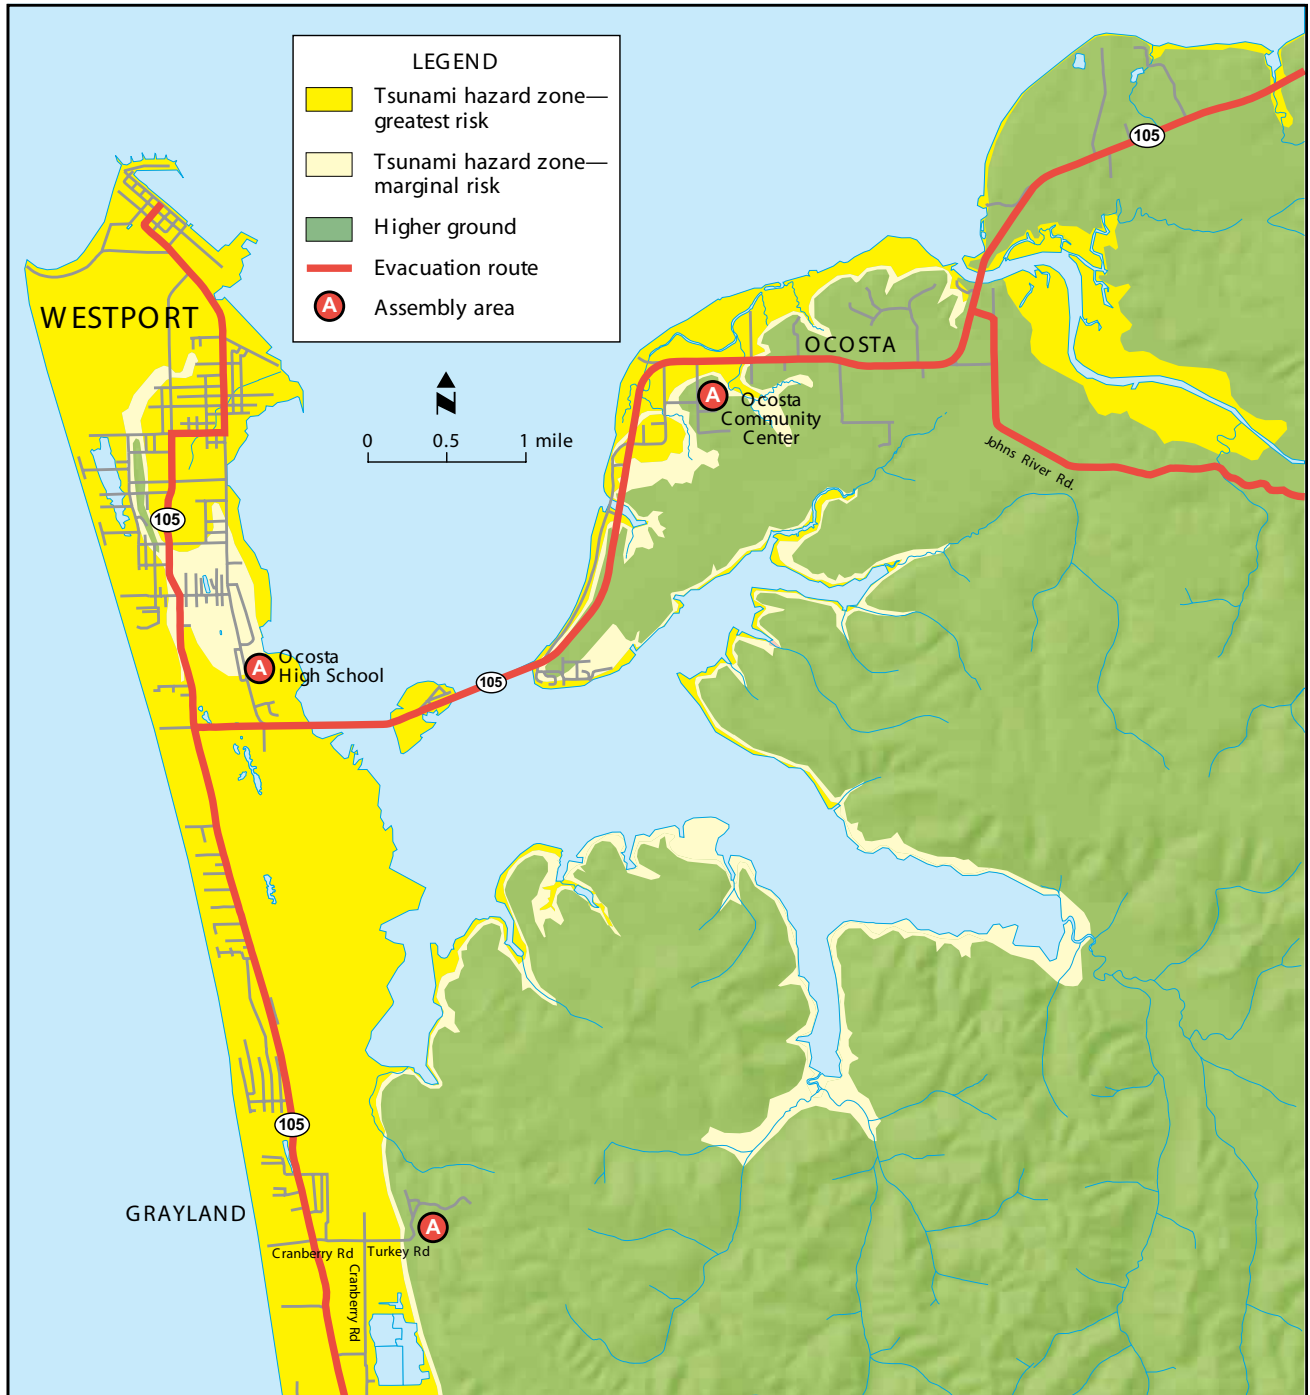 LEGEND
Tsunami hazard zone—
greatest risk
Tsunami hazard zone—
marginal risk
Higher ground
Evacuation route
A
Assembly area
105
WESTPORT
OCOSTA
N
A
Ocosta
Community
Center
0 0.5 1 mile
Johns River Rd.
105
A
Ocosta
High School
105
105
GRAYLAND
A
Cranberry Rd
Turkey Rd
Cranberry Rd